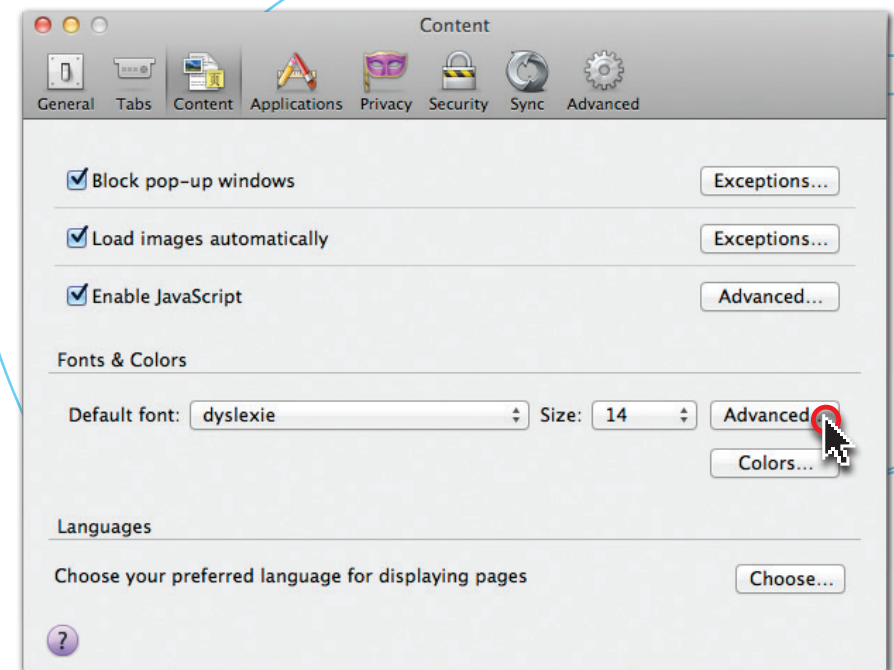 Content
General Tabs Content Applications Privacy Security Sync Advanced
Block pop-up windows Exceptions...
Load images automatically Exceptions...
Enable JavaScript Advanced...
Fonts & Colors
Default font: dyslexie Size: 14 Advanced...
Colors...
Languages
Choose your preferred language for displaying pages Choose...
?